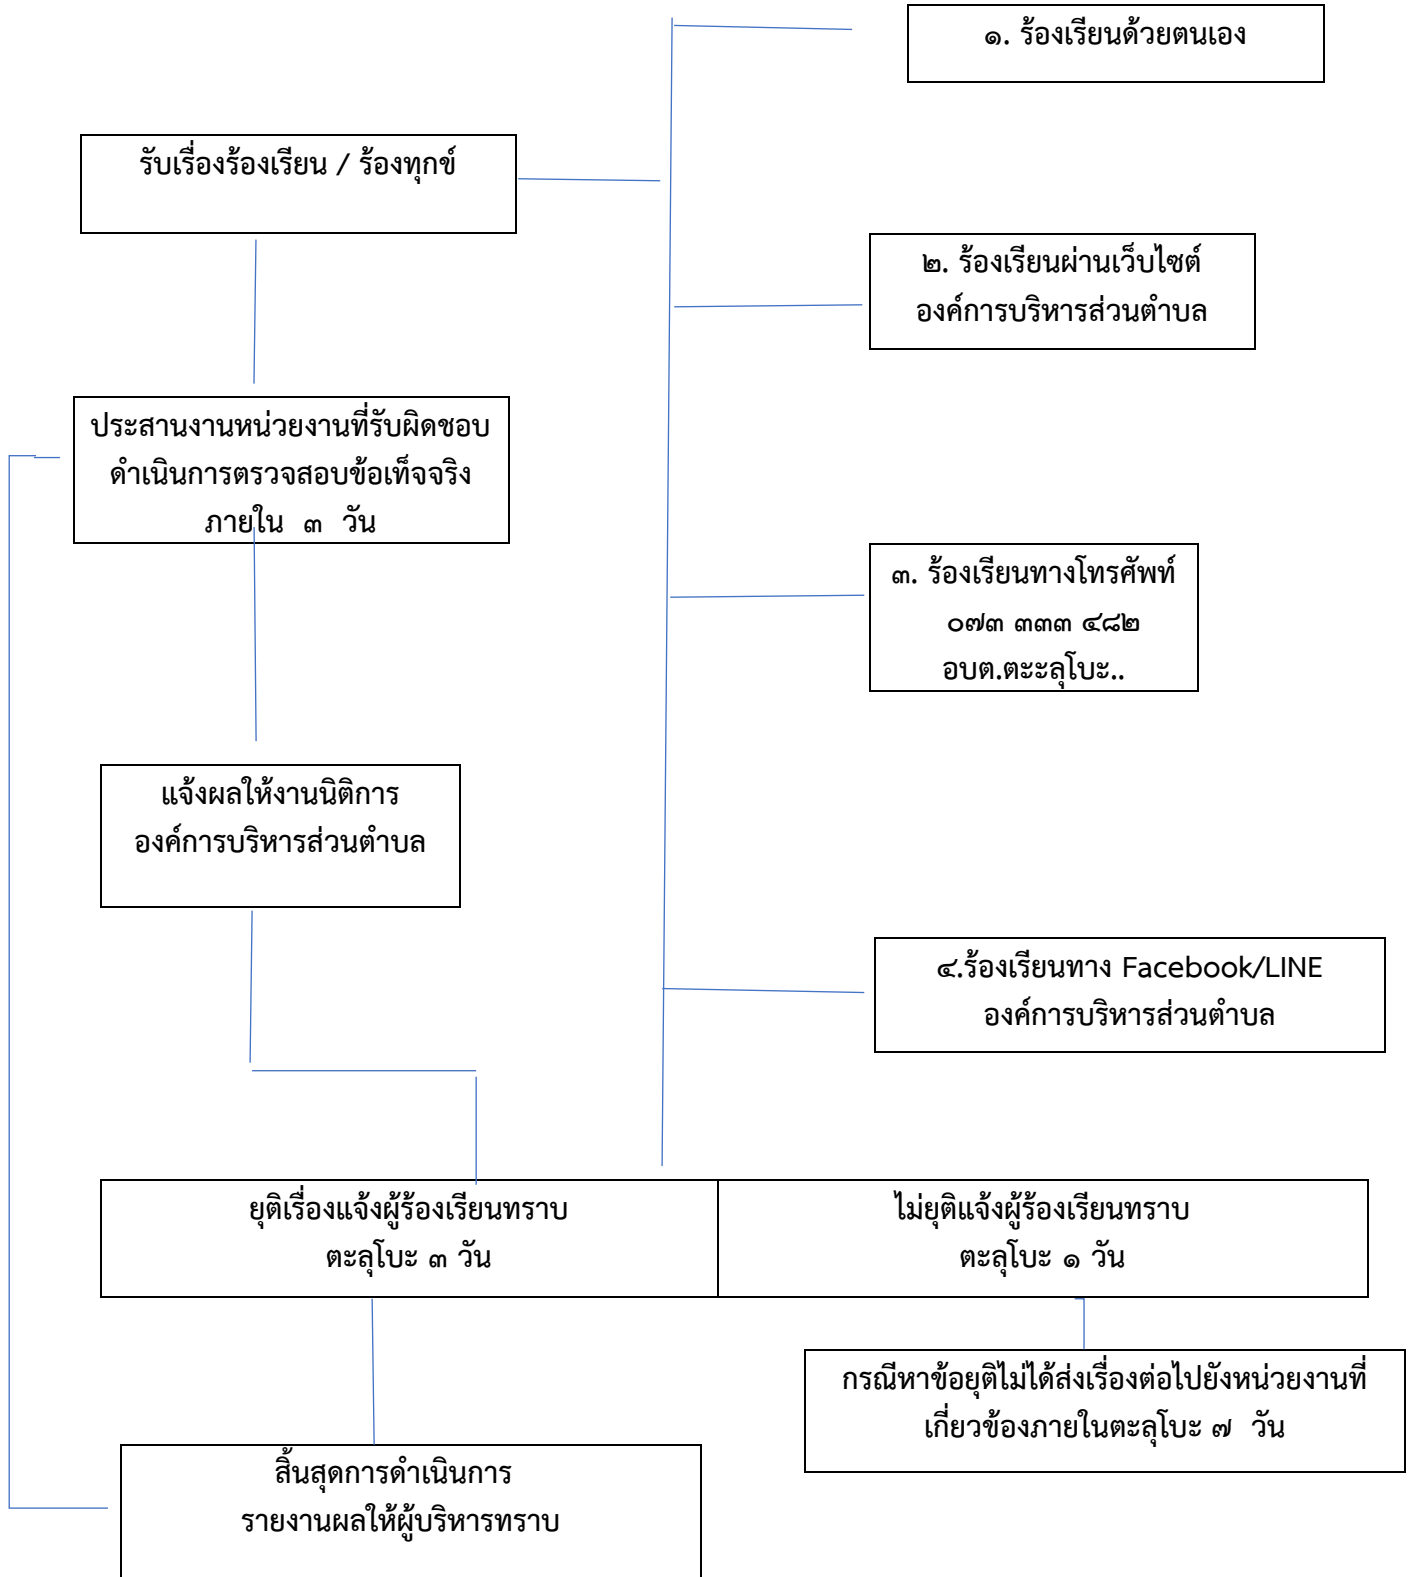 ๑. ร้องเรียนด้วยตนเอง
รับเรื่องร้องเรียน / ร้องทุกข์
๒. ร้องเรียนผ่านเว็บไซต์
องค์การบริหารส่วนตำบล
ประสานงานหน่วยงานที่รับผิดชอบ
ดำเนินการตรวจสอบข้อเท็จจริง
ภายใน ๓ วัน
๓. ร้องเรียนทางโทรศัพท์
๐๗๓ ๓๓๓ ๔๘๒
อบต.ตะะลุโบะ..
แจ้งผลให้งานนิติการ
องค์การบริหารส่วนตำบล
๔.ร้องเรียนทาง Facebook/LINE
องค์การบริหารส่วนตำบล
ยุติเรื่องแจ้งผู้ร้องเรียนทราบ
ตะลุโบะ ๓ วัน
ไม่ยุติแจ้งผู้ร้องเรียนทราบ
ตะลุโบะ ๑ วัน
กรณีหาข้อยุติไม่ได้ส่งเรื่องต่อไปยังหน่วยงานที่
เกี่ยวข้องภายในตะลุโบะ ๗ วัน
สิ้นสุดการดำเนินการ
รายงานผลให้ผู้บริหารทราบ